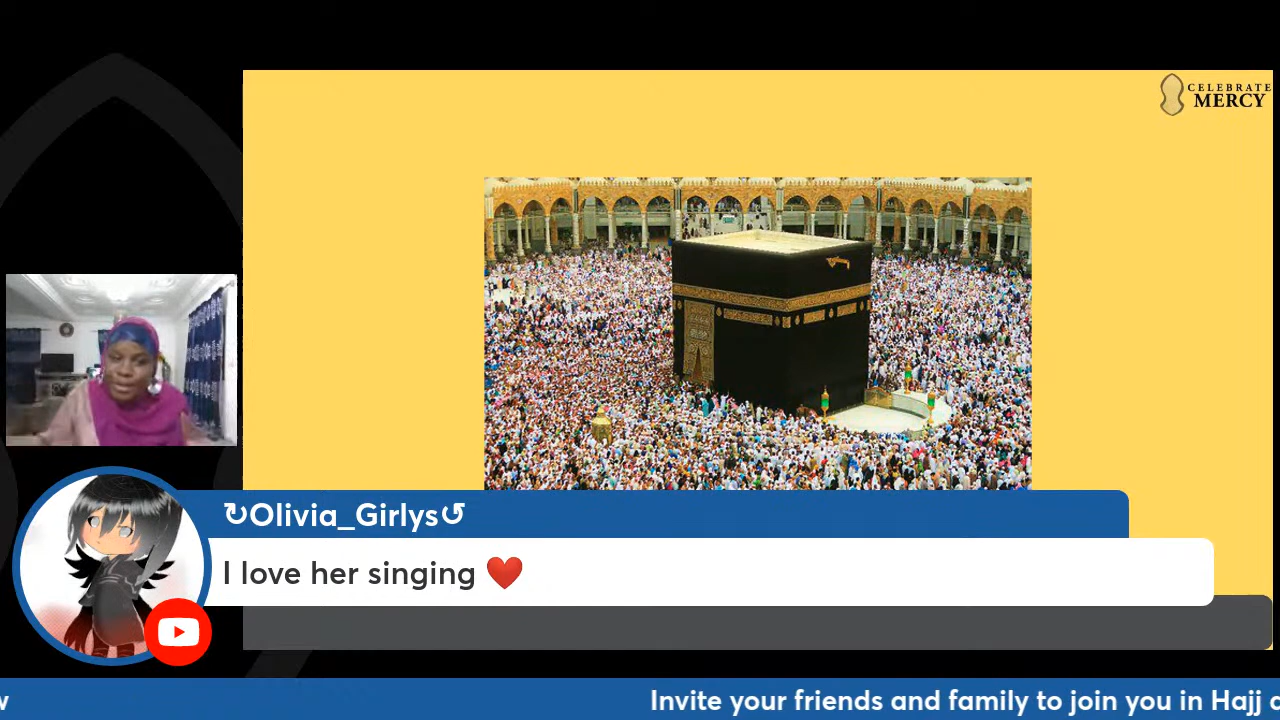 CELEBRATE
MERCY
↻Olivia_Girlys↺
I love her singing ❤️
Invite your friends and family to join you in Hajj